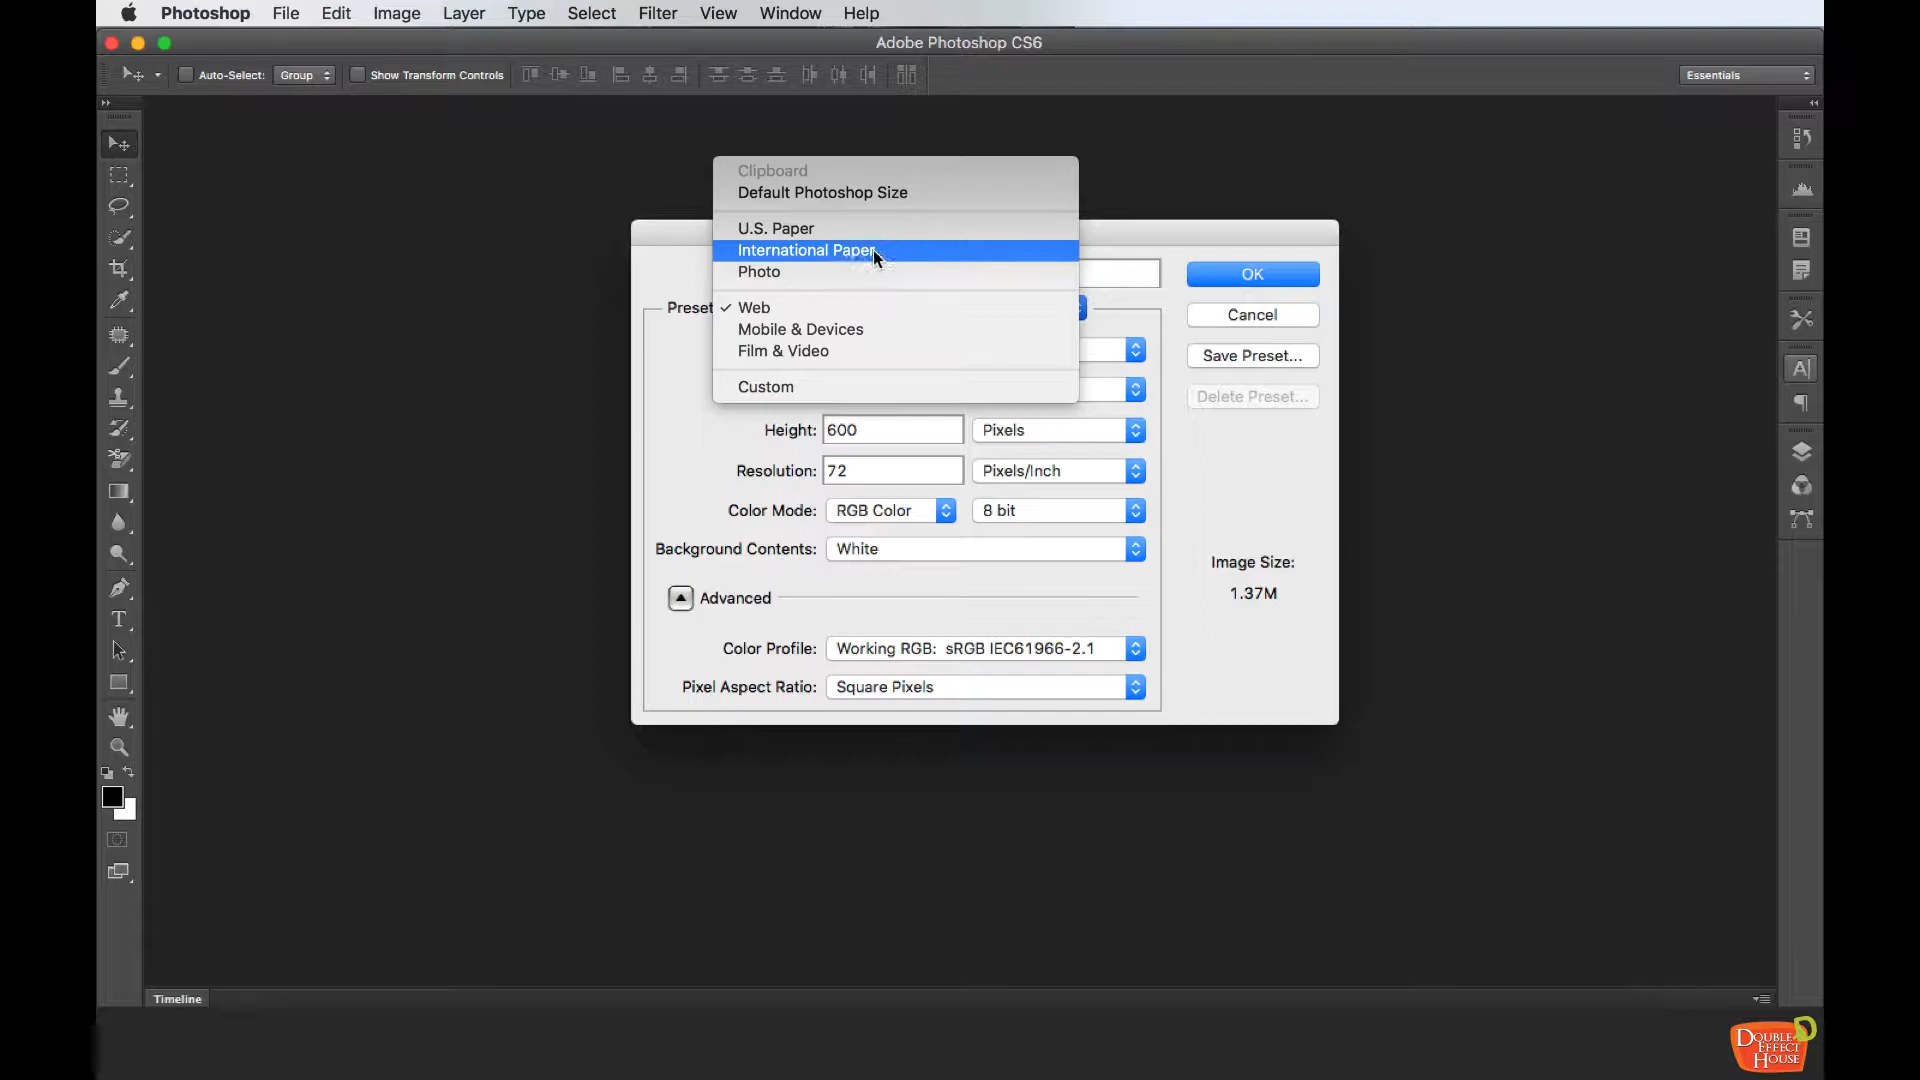 Photoshop File Edit Image Layer Type Select Filter View Window Help
Adobe Photoshop CS6
Auto-Select: Group Show Transform Controls Essentials
Clipboard
Default Photoshop Size
U.S. Paper
International Paper
Photo
Preset Web
Mobile & Devices
Film & Video
Custom
OK
Cancel
Save Preset...
Delete Preset...
Height: 600 Pixels
Resolution: 72 Pixels/Inch
Color Mode: RGB Color 8 bit
Background Contents: White
Advanced
Color Profile: Working RGB: sRGB IEC61966-2.1
Pixel Aspect Ratio: Square Pixels
Image Size:
1.37M
Timeline
DOUBLE
EFFECT
HOUSE